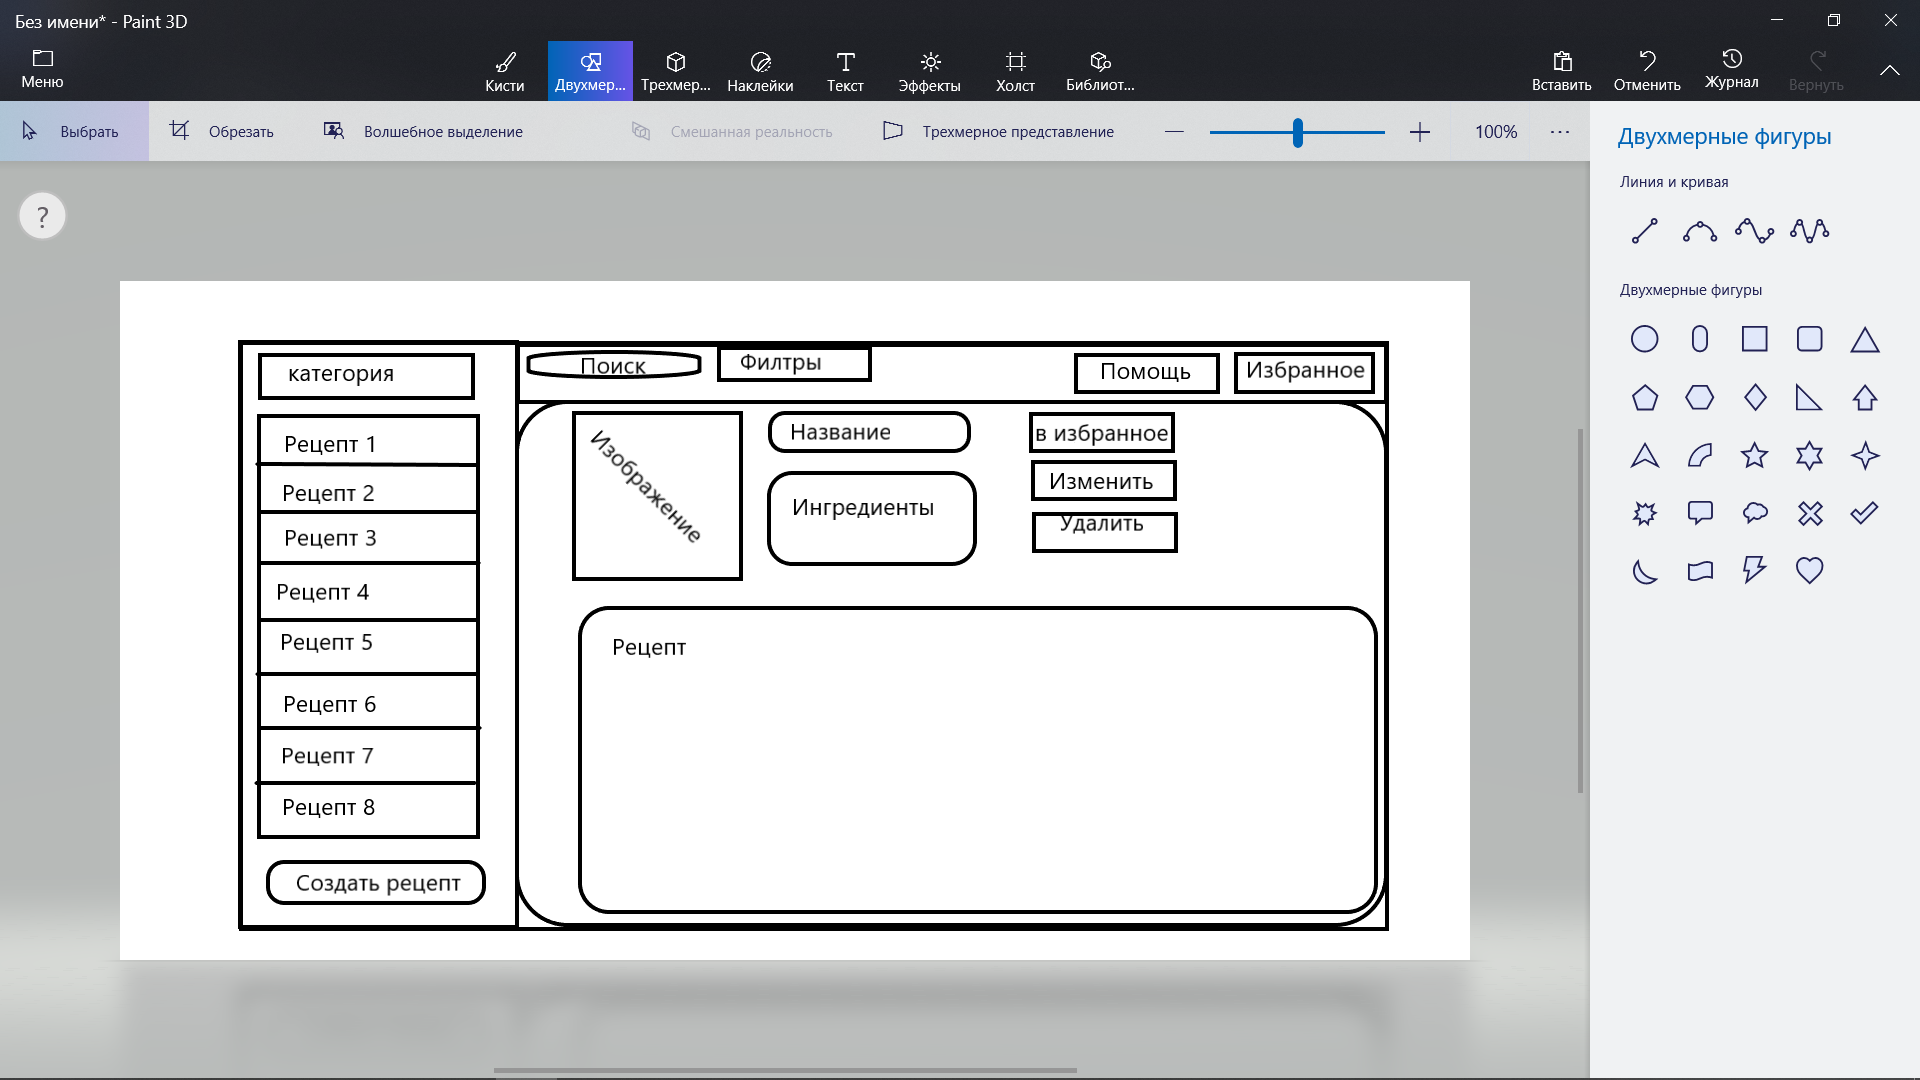 Без имени* - Paint 3D
Меню
Кисти
Двухмер...
Трехмер...
Наклейки
Текст
Эффекты
Холст
Библиот...
Вставить
Отменить
Журнал
Вернуть
Выбрать
Обрезать
Волшебное выделение
Смешанная реальность
Трехмерное представление
100%
...
Двухмерные фигуры
Линия и кривая
Двухмерные фигуры
?
категория
Рецепт 1
Рецепт 2
Рецепт 3
Рецепт 4
Рецепт 5
Рецепт 6
Рецепт 7
Рецепт 8
Создать рецепт
Поиск
Филтры
Помощь
Избранное
Изображение
Название
Ингредиенты
в избранное
Изменить
Удалить
Рецепт